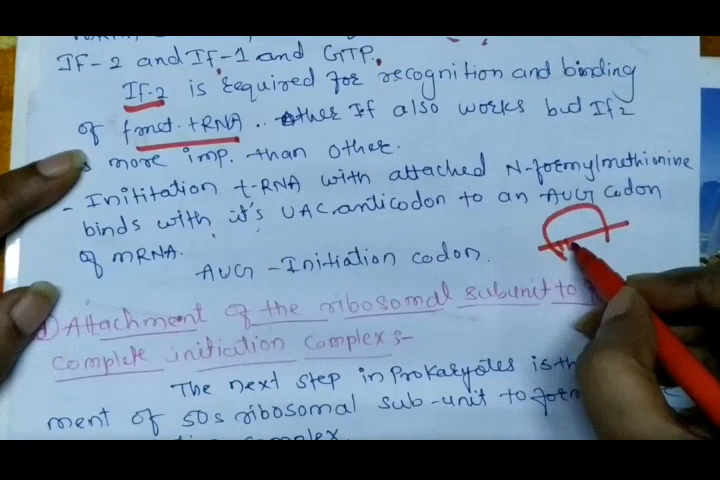 IF-2 and If-1 and GTP.
If-2 is required for recognition and binding
of fmet-tRNA. other If also works but If2
is more imp. than other.
- Inititation t-RNA with attached N-formylmethionine
binds with it's UAC anticodon to an AUG codon
of mRNA.
AUG - Initiation codon.
Attachment of the ribosomal subunit to
complete initiation complex:-
The next step in Prokaryotes is th
ment of 50s ribosomal sub-unit to form
complex.